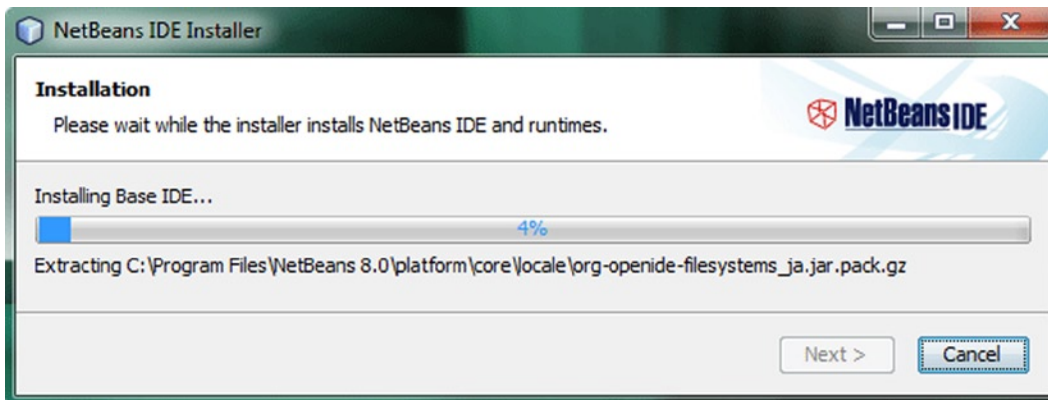 NetBeans IDE Installer
Installation
Please wait while the installer installs NetBeans IDE and runtimes.
NetBeans IDE
Installing Base IDE...
4%
Extracting C:\Program Files\NetBeans 8.0\platform\core\locale\org-openide-filesystems_ja.jar.pack.gz
Next >
Cancel